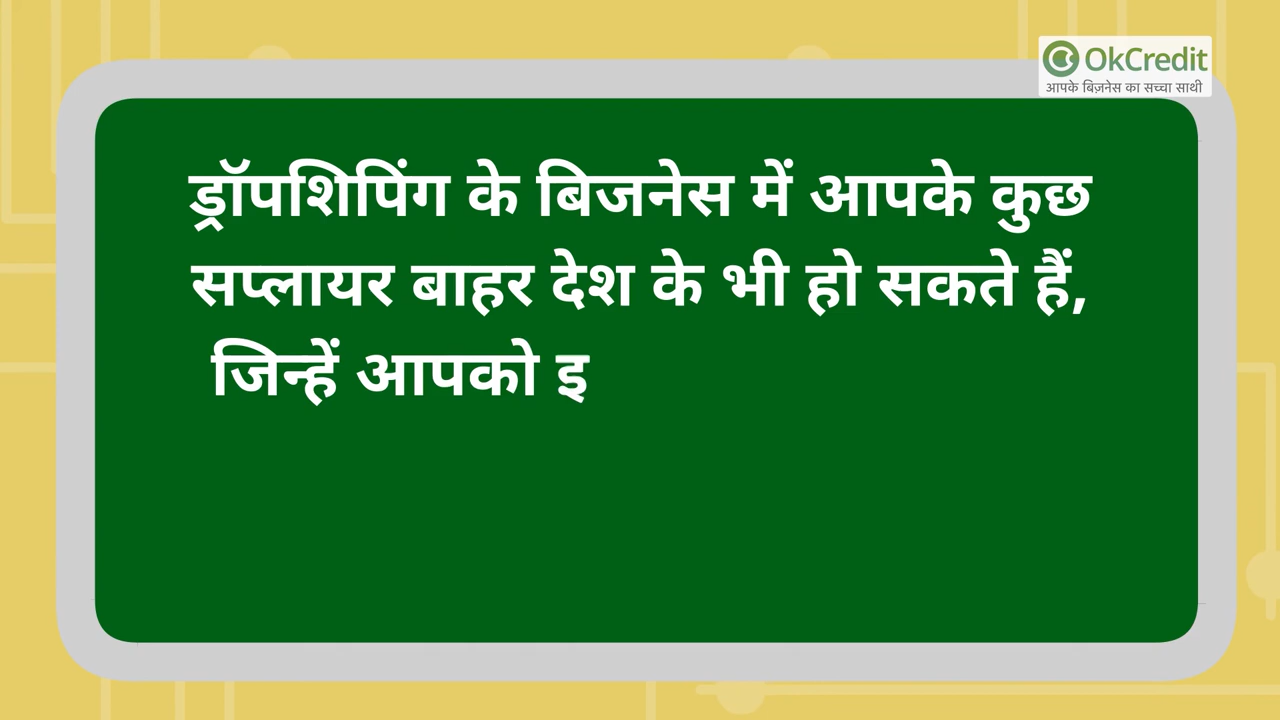 OkCredit
आपके बिज़नेस का सच्चा साथी
ड्रॉपशिपिंग के बिजनेस में आपके कुछ
सप्लायर बाहर देश के भी हो सकते हैं,
जिन्हें आपको इ